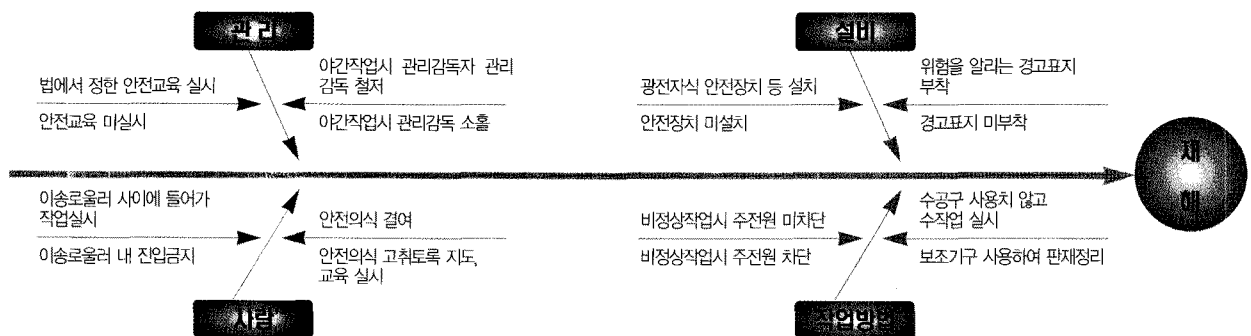 관리
법에서 정한 안전교육 실시
안전교육 미실시
야간작업시 관리감독자 관리
감독 철저
야간작업시 관리감독 소홀
설비
광전자식 안전장치 등 설치
안전장치 미설치
위험을 알리는 경고표지
부착
경고표지 미부착
재
해
이송로울러 사이에 들어가
작업실시
이송로울러 내 진입금지
안전의식 결여
안전의식 고취토록 지도,
교육 실시
사람
비정상작업시 주전원 미차단
비정상작업시 주전원 차단
수공구 사용치 않고
수작업 실시
보조기구 사용하여 판재정리
작업방법